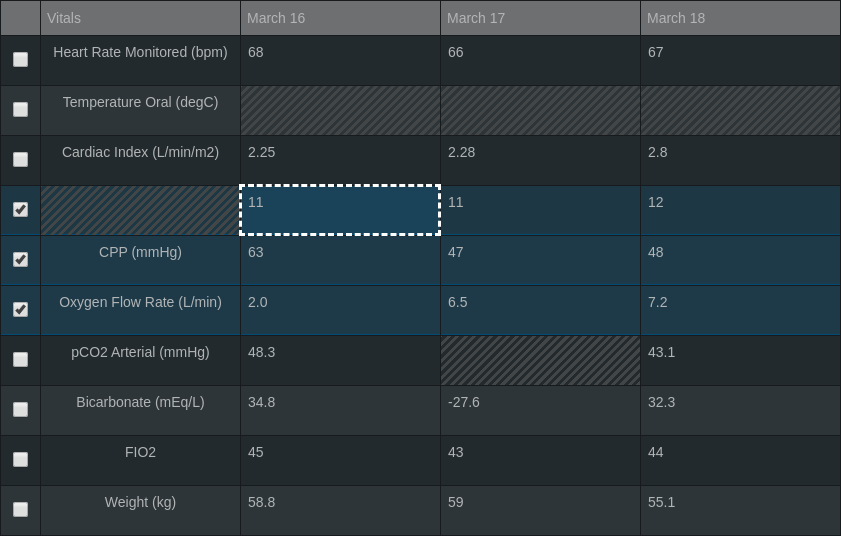 Vitals March 16 March 17 March 18
Heart Rate Monitored (bpm) 68 66 67
Temperature Oral (degC)
Cardiac Index (L/min/m2) 2.25 2.28 2.8
11 11 12
CPP (mmHg) 63 47 48
Oxygen Flow Rate (L/min) 2.0 6.5 7.2
pCO2 Arterial (mmHg) 48.3 43.1
Bicarbonate (mEq/L) 34.8 -27.6 32.3
FIO2 45 43 44
Weight (kg) 58.8 59 55.1